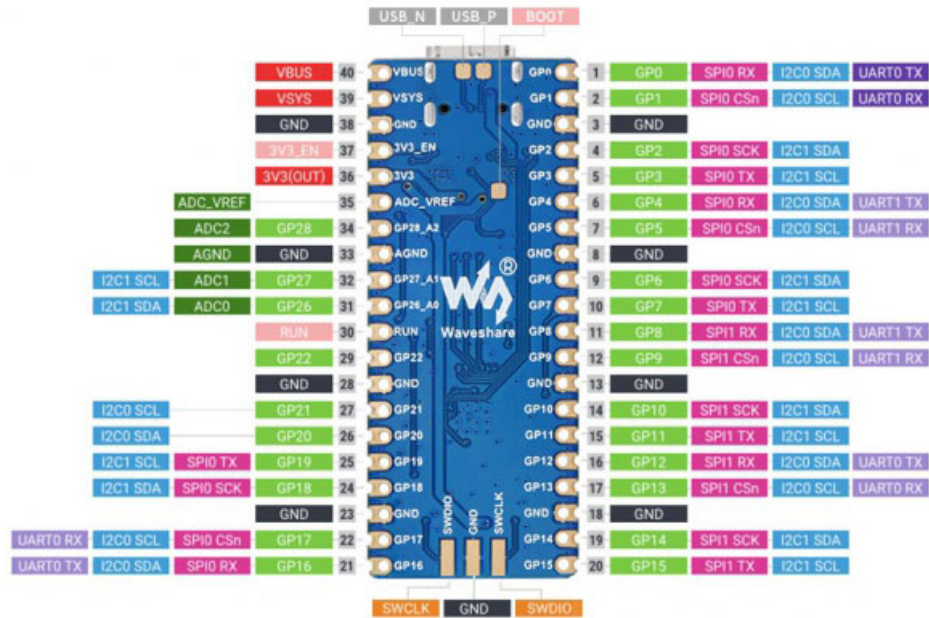 USB_N USB_P BOOT
VBUS 40 VBUS GP0 1 GP0 SPI0 RX I2C0 SDA UART0 TX
VSYS 39 VSYS GP1 2 GP1 SPI0 CSn I2C0 SCL UART0 RX
GND 38 GND GND 3 GND
3V3_EN 37 3V3_EN GP2 4 GP2 SPI0 SCK I2C1 SDA
3V3(OUT) 36 3V3 GP3 5 GP3 SPI0 TX I2C1 SCL
ADC_VREF 35 ADC_VREF GP4 6 GP4 SPI0 RX I2C0 SDA UART1 TX
ADC2 GP28 34 GP28_A2 GP5 7 GP5 SPI0 CSn I2C0 SCL UART1 RX
AGND GND 33 AGND GND 8 GND
I2C1 SCL ADC1 GP27 32 GP27_A1 ® GP6 9 GP6 SPI0 SCK I2C1 SDA
I2C1 SDA ADC0 GP26 31 GP26_A0 GP7 10 GP7 SPI0 TX I2C1 SCL
RUN 30 RUN Waveshare GP8 11 GP8 SPI1 RX I2C0 SDA UART1 TX
GP22 29 GP22 GP9 12 GP9 SPI1 CSn I2C0 SCL UART1 RX
GND 28 GND GND 13 GND
I2C0 SCL GP21 27 GP21 GP10 14 GP10 SPI1 SCK I2C1 SDA
I2C0 SDA GP20 26 GP20 GP11 15 GP11 SPI1 TX I2C1 SCL
I2C1 SCL SPI0 TX GP19 25 GP19 GP12 16 GP12 SPI1 RX I2C0 SDA UART0 TX
I2C1 SDA SPI0 SCK GP18 24 GP18 GP13 17 GP13 SPI1 CSn I2C0 SCL UART0 RX
GND 23 GND SWDIO GND SWCLK GND 18 GND
UART0 RX I2C0 SCL SPI0 CSn GP17 22 GP17 GP14 19 GP14 SPI1 SCK I2C1 SDA
UART0 TX I2C0 SDA SPI0 RX GP16 21 GP16 GP15 20 GP15 SPI1 TX I2C1 SCL
SWCLK GND SWDIO